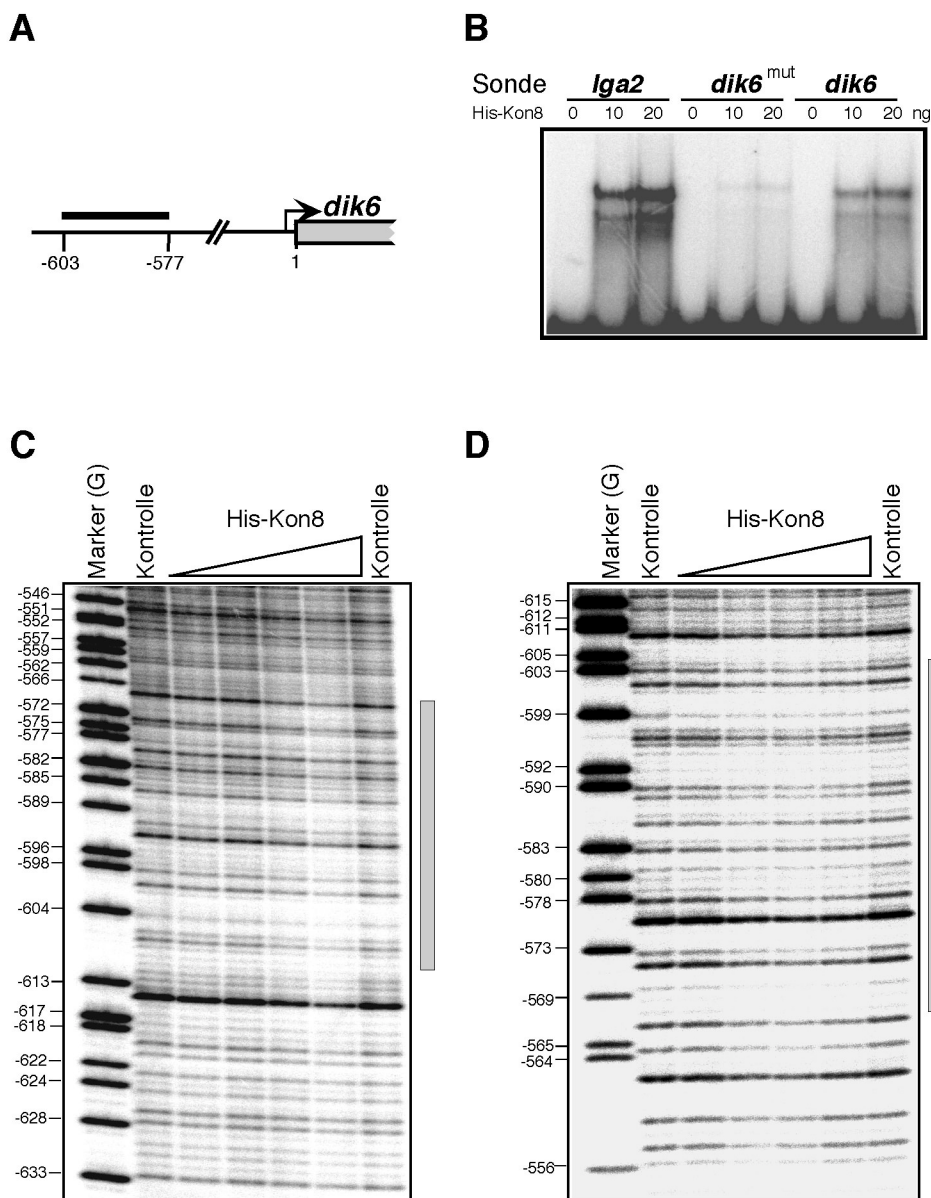 A
dik6
-603
-577
1
B
Sonde lga2 dik6 mut dik6
His-Kon8 0 10 20 0 10 20 0 10 20 ng
C
Marker (G)
Kontrolle
His-Kon8
Kontrolle
-546
-551
-552
-557
-559
-562
-566
-572
-575
-577
-582
-585
-589
-596
-598
-604
-613
-617
-618
-622
-624
-628
-633
D
Marker (G)
Kontrolle
His-Kon8
Kontrolle
-615
-612
-611
-605
-603
-599
-592
-590
-583
-580
-578
-573
-569
-565
-564
-556